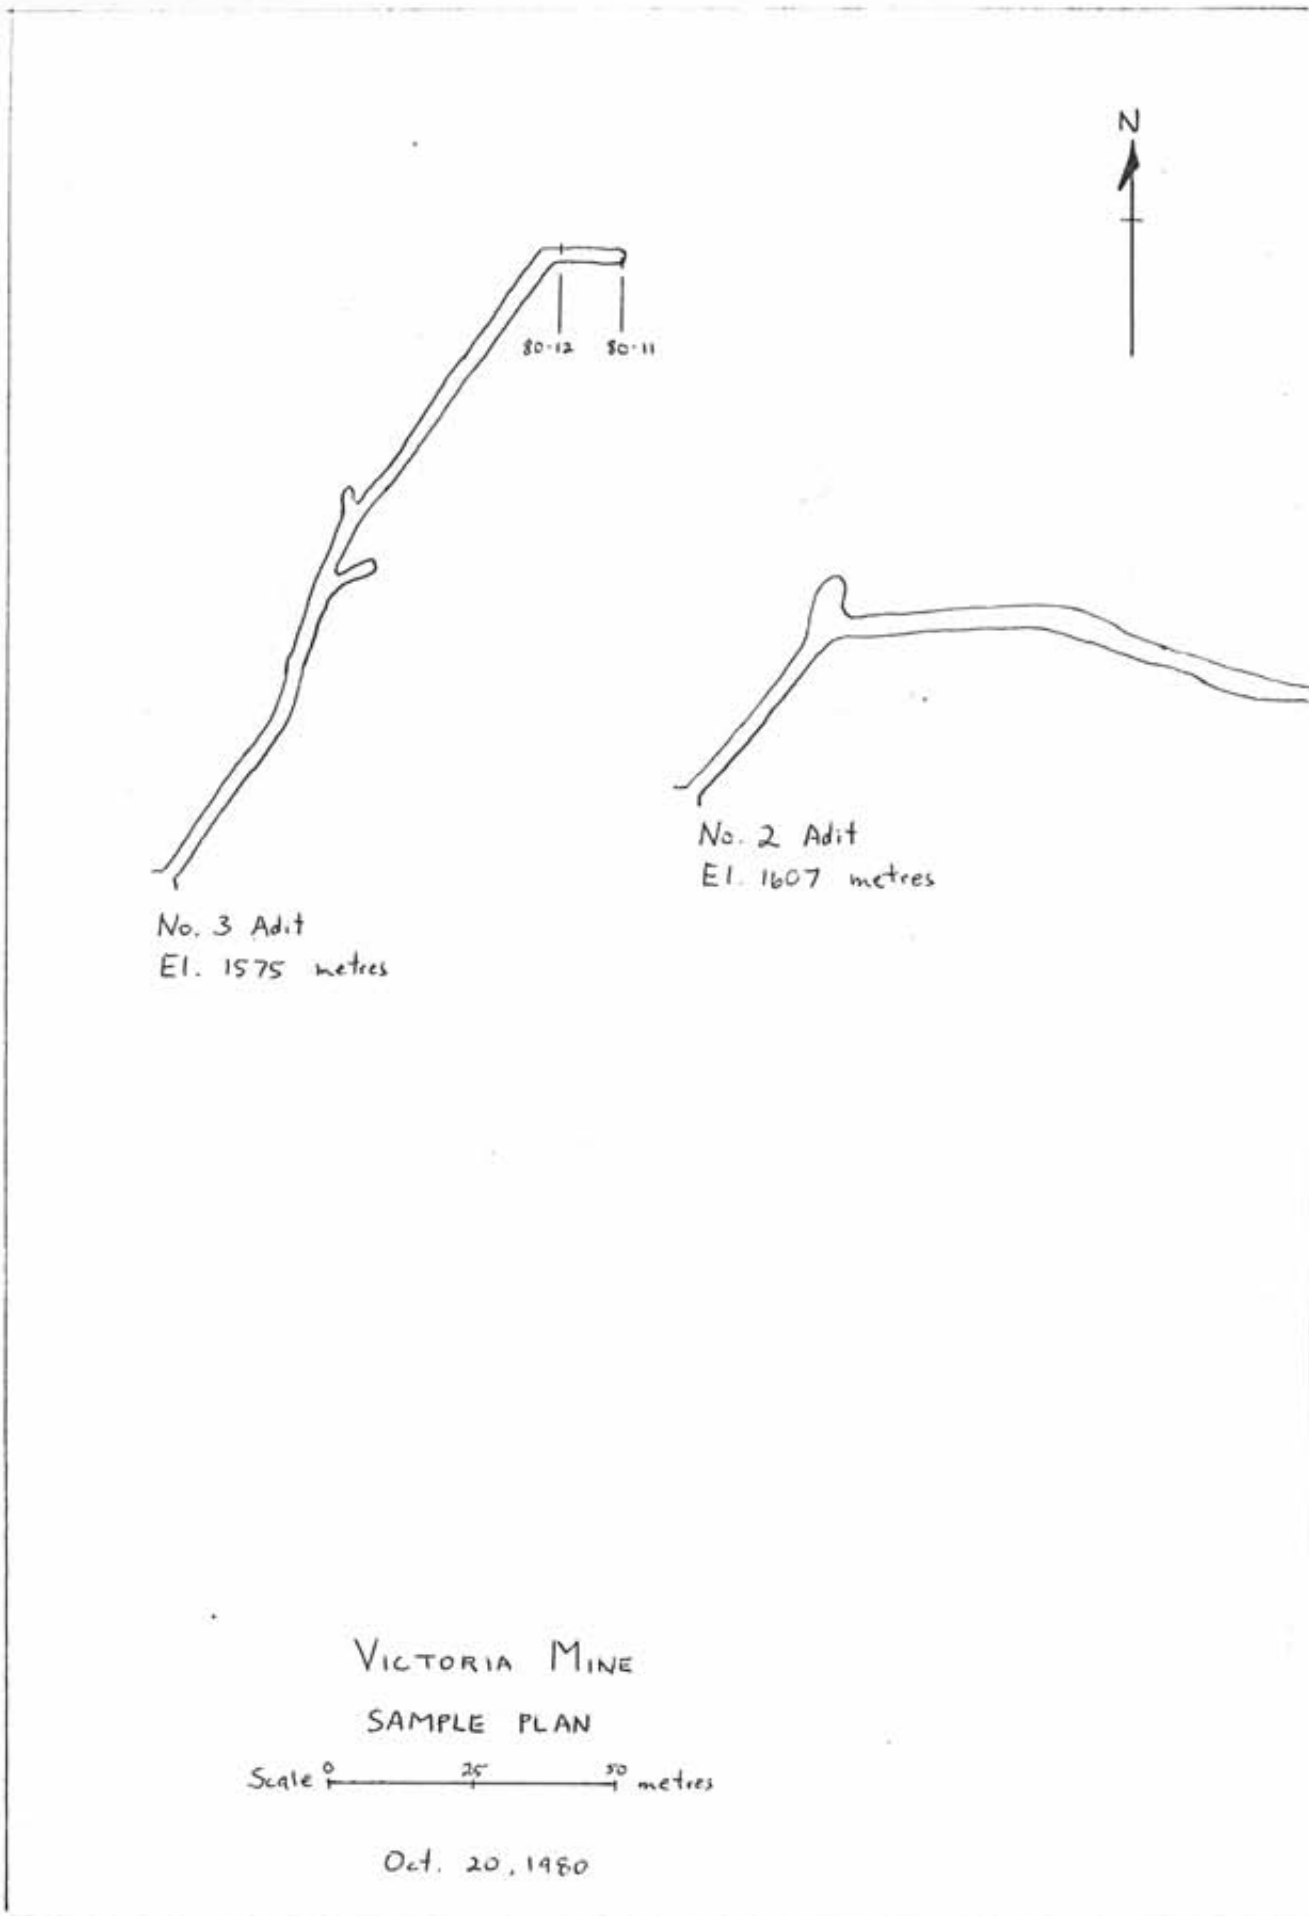 N
80-12 80-11
No. 2 Adit
El. 1607 metres
No. 3 Adit
El. 1575 metres
VICTORIA MINE
SAMPLE PLAN
Scale 0 25 50 metres
Oct. 20, 1980